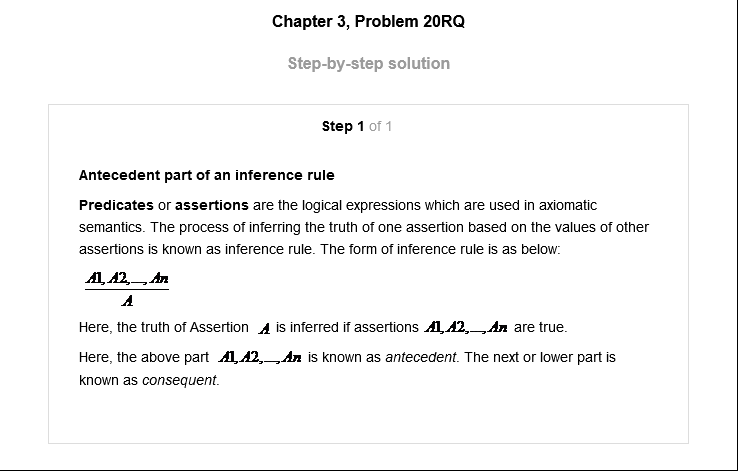 Chapter 3, Problem 20RQ
Step-by-step solution
Step 1 of 1
Antecedent part of an inference rule
Predicates or assertions are the logical expressions which are used in axiomatic
semantics. The process of inferring the truth of one assertion based on the values of other
assertions is known as inference rule. The form of inference rule is as below:
A1, A2,..., An
A
Here, the truth of Assertion A is inferred if assertions A1, A2,..., An are true.
Here, the above part A1, A2,..., An is known as antecedent. The next or lower part is
known as consequent.